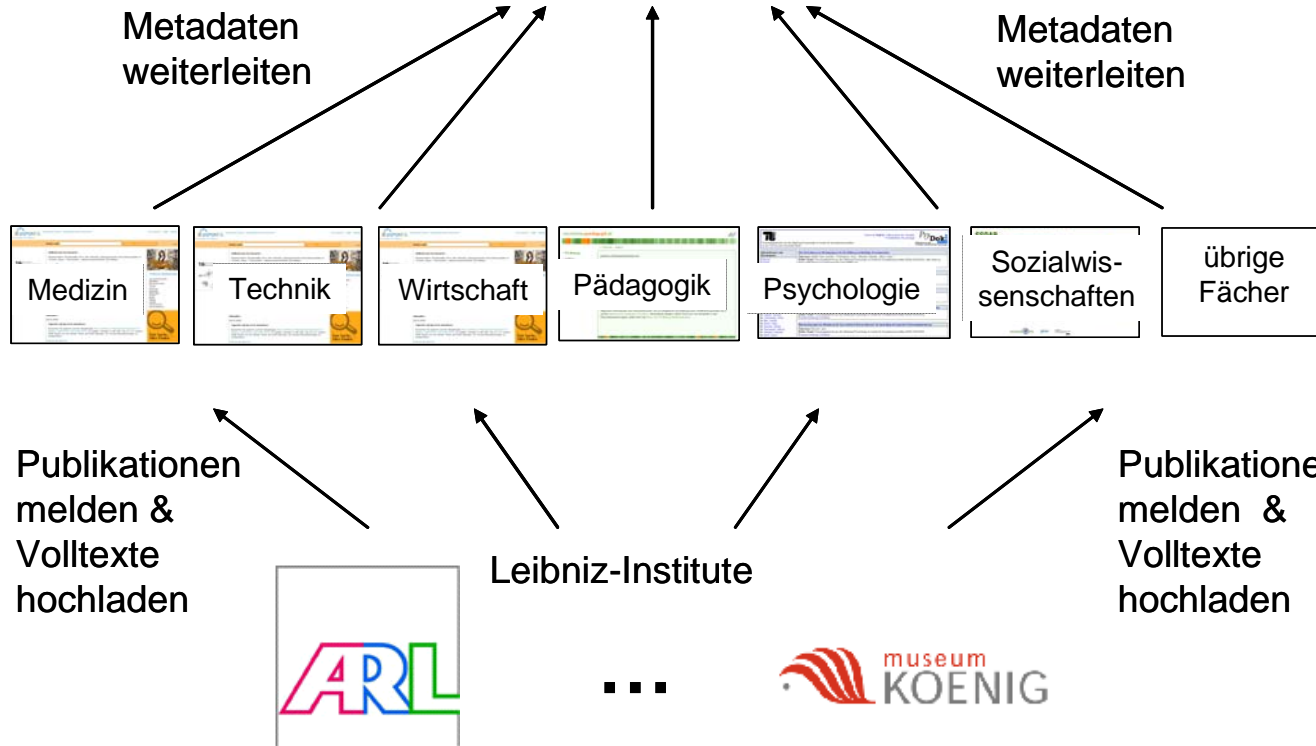 Metadaten
weiterleiten
Metadaten
weiterleiten
Medizin
Technik
Wirtschaft
Pädagogik
Psychologie
Sozialwis-
senschaften
übrige
Fächer
Publikationen
melden &
Volltexte
hochladen
Leibniz-Institute
Publikatione
melden &
Volltexte
hochladen
ARL
...
museum
KOENIG